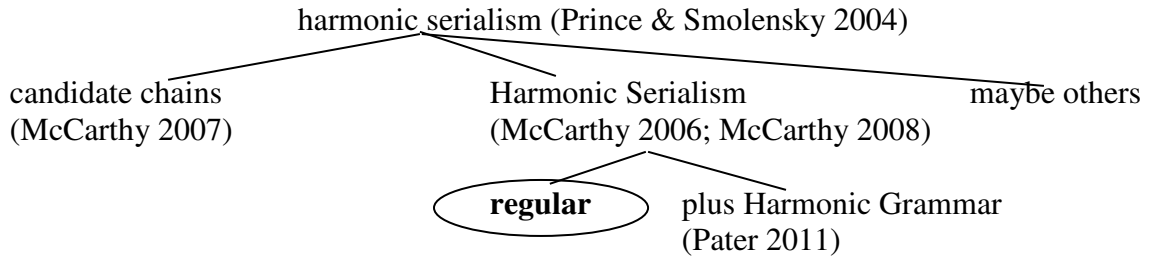 harmonic serialism (Prince & Smolensky 2004)
candidate chains
(McCarthy 2007)
Harmonic Serialism
(McCarthy 2006; McCarthy 2008)
maybe others
regular
plus Harmonic Grammar
(Pater 2011)